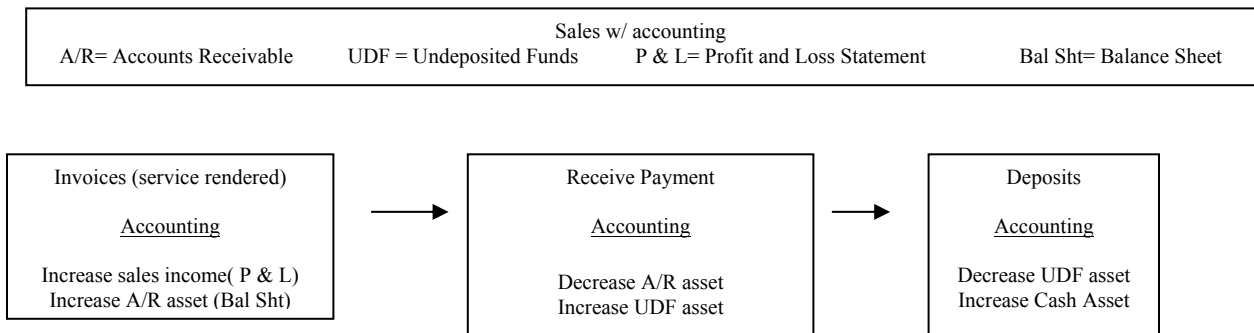 Sales w/ accounting
A/R= Accounts Receivable UDF = Undeposited Funds P & L= Profit and Loss Statement Bal Sht= Balance Sheet
Invoices (service rendered)
Accounting
Increase sales income( P & L)
Increase A/R asset (Bal Sht)
Receive Payment
Accounting
Decrease A/R asset
Increase UDF asset
Deposits
Accounting
Decrease UDF asset
Increase Cash Asset